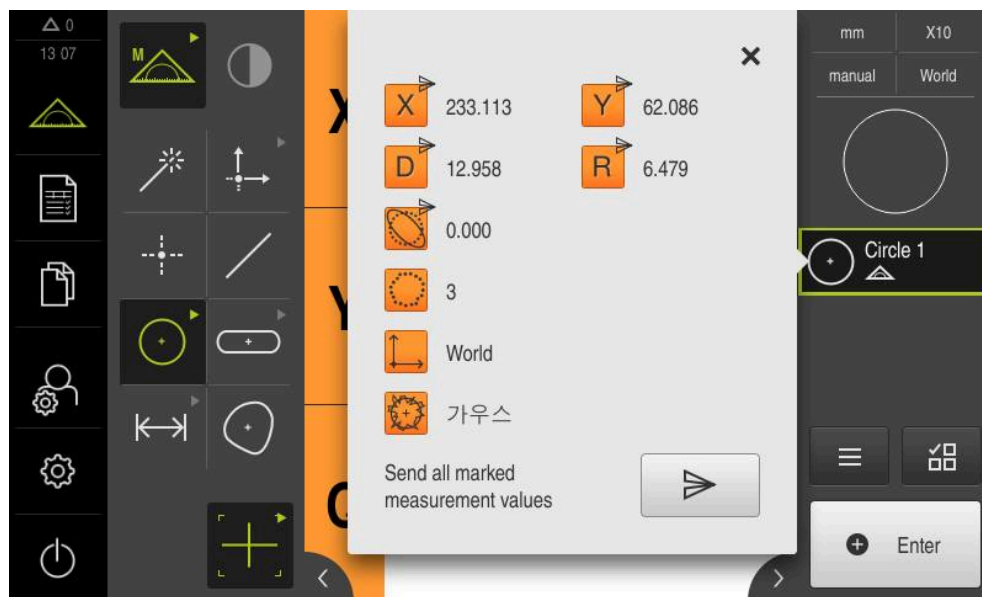 0
13 07
M
X
Y
X 233.113
Y 62.086
D 12.958
R 6.479
0.000
3
World
가우스
Send all marked
measurement values
mm
X10
manual
World
Circle 1
Enter